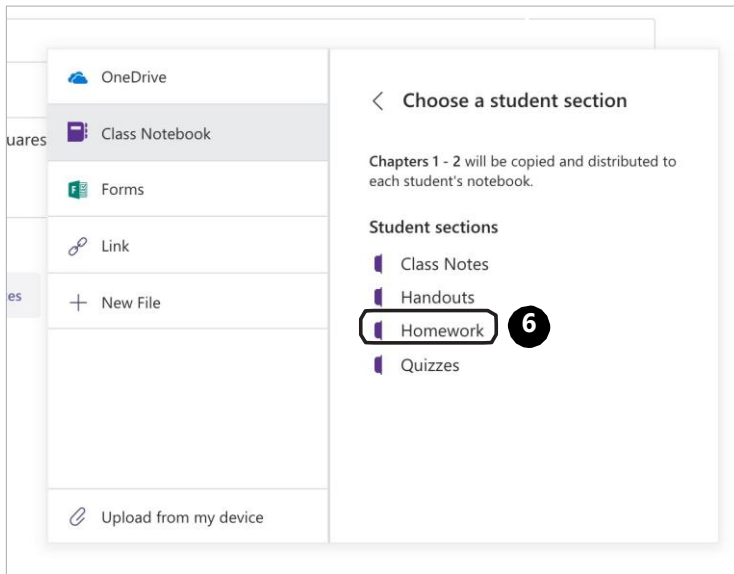 uares
es
OneDrive
Class Notebook
Forms
Link
New File
Upload from my device
Choose a student section
Chapters 1 - 2 will be copied and distributed to
each student's notebook.
Student sections
Class Notes
Handouts
Homework
6
Quizzes